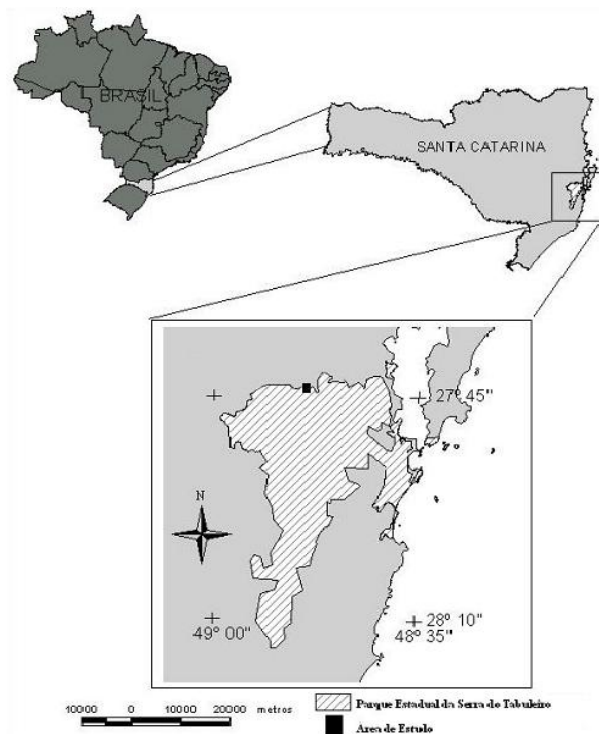 BRASIL
SANTA CATARINA
27° 45"
N
28° 10"
49° 00"
48° 35"
10000 0 10000 20000 metros
Parque Estadual da Serra do Tabuleiro
Area de Estudo